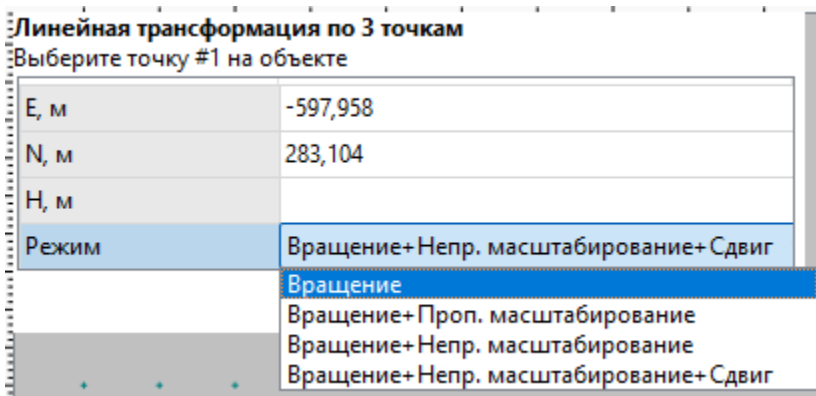 Линейная трансформация по 3 точкам
Выберите точку #1 на объекте
E, м -597,958
N, м 283,104
H, м
Режим Вращение+Непр. масштабирование+Сдвиг
Вращение
Вращение+Проп. масштабирование
Вращение+Непр. масштабирование
Вращение+Непр. масштабирование+Сдвиг